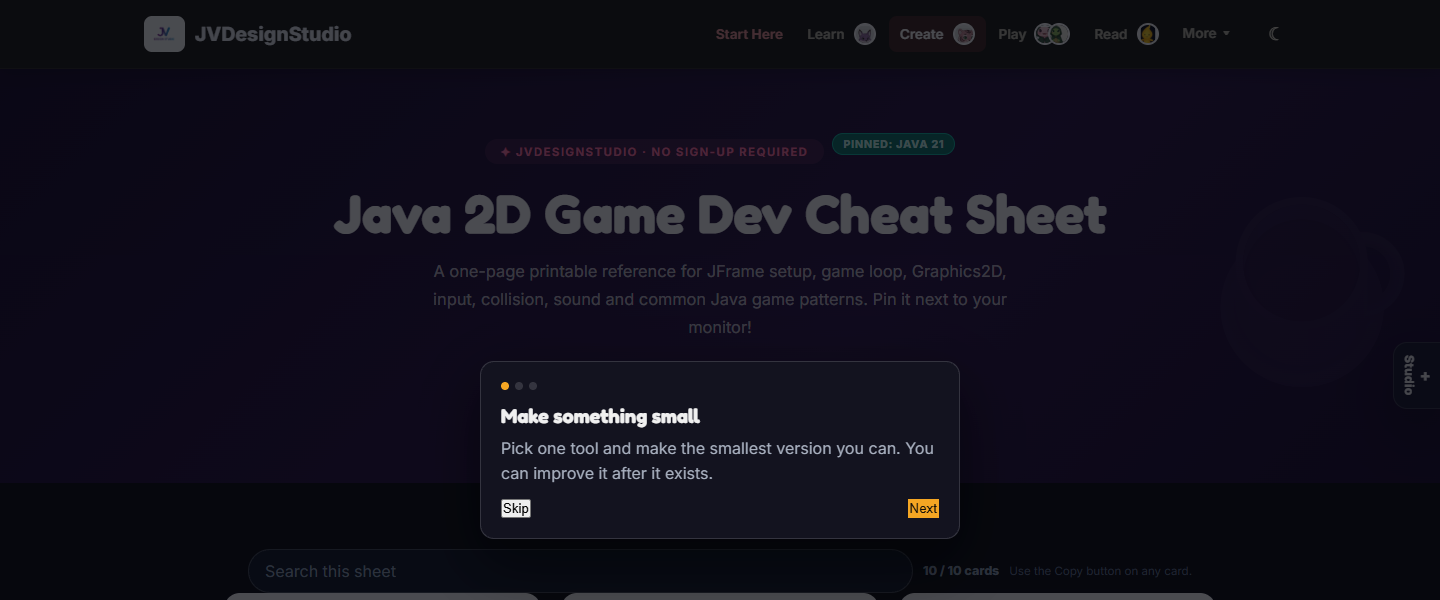 JV JVDesignStudio
Start Here Learn Create Play Read More
✦ JVDESIGNSTUDIO · NO SIGN-UP REQUIRED PINNED: JAVA 21
Java 2D Game Dev Cheat Sheet
A one-page printable reference for JFrame setup, game loop, Graphics2D,
input, collision, sound and common Java game patterns. Pin it next to your
monitor!
Studio +
Make something small
Pick one tool and make the smallest version you can. You
can improve it after it exists.
Skip Next
Search this sheet 10 / 10 cards Use the Copy button on any card.